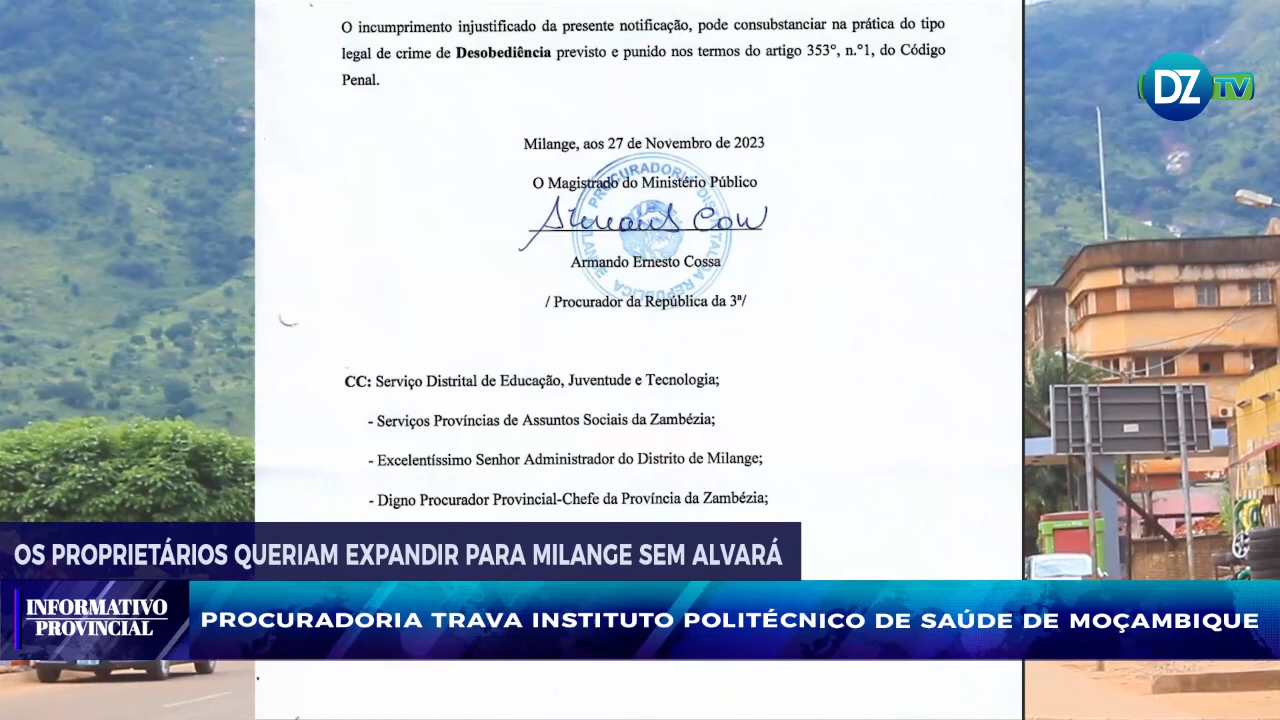 O incumprimento injustificado da presente notificação, pode consubstanciar na prática do tipo
legal de crime de Desobediência previsto e punido nos termos do artigo 353º, n.º1, do Código
Penal.
DZ TV
Milange, aos 27 de Novembro de 2023
O Magistrado do Ministério Público
Armando Ernesto Cossa
/ Procurador da República da 3ª/
CC: Serviço Distrital de Educação, Juventude e Tecnologia;
- Serviços Províncias de Assuntos Sociais da Zambézia;
- Excelentíssimo Senhor Administrador do Distrito de Milange;
- Digno Procurador Provincial-Chefe da Província da Zambézia;
OS PROPRIETÁRIOS QUERIAM EXPANDIR PARA MILANGE SEM ALVARÁ
INFORMATIVO
PROVINCIAL
PROCURADORIA TRAVA INSTITUTO POLITÉCNICO DE SAÚDE DE MOÇAMBIQUE